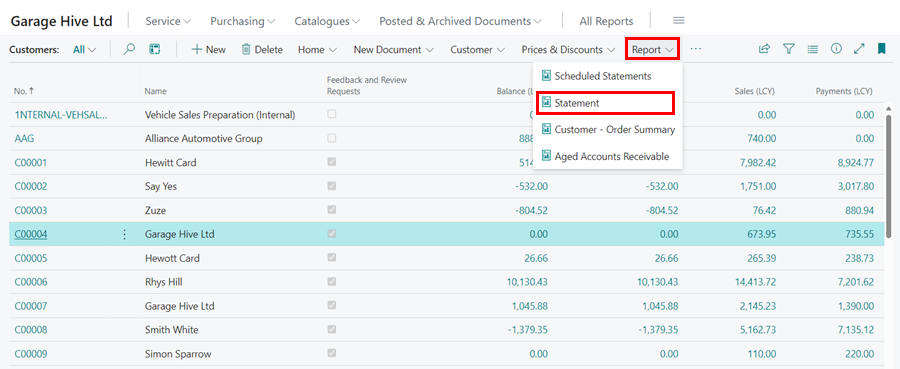 Garage Hive Ltd Service Purchasing Catalogues Posted & Archived Documents All Reports
Customers: All New Delete Home New Document Customer Prices & Discounts Report ...
Scheduled Statements
Statement
Customer - Order Summary
Aged Accounts Receivable
No. ↑ Name Feedback and Review Requests Balance (L Sales (LCY) Payments (LCY)
1NTERNAL-VEHSAL... Vehicle Sales Preparation (Internal) 0. 0.00 0.00
AAG Alliance Automotive Group 888 740.00 0.00
C00001 Hewitt Card 514 7,982.42 8,924.77
C00002 Say Yes -532.00 -532.00 1,751.00 3,017.80
C00003 Zuze -804.52 -804.52 76.42 880.94
C00004 Garage Hive Ltd 0.00 0.00 673.95 735.55
C00005 Hewott Card 26.66 26.66 265.39 238.73
C00006 Rhys Hill 10,130.43 10,130.43 14,413.72 7,201.62
C00007 Garage Hive Ltd 1,045.88 1,045.88 2,145.23 1,390.00
C00008 Smith White -1,379.35 -1,379.35 5,162.73 7,135.12
C00009 Simon Sparrow 0.00 0.00 110.00 220.00